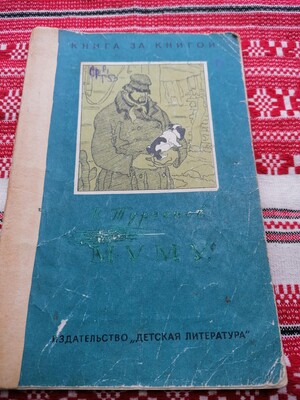 КНИГА ЗА КНИГОЙ
И. Тургенев
МУМУ
ИЗДАТЕЛЬСТВО „ДЕТСКАЯ ЛИТЕРАТУРА"